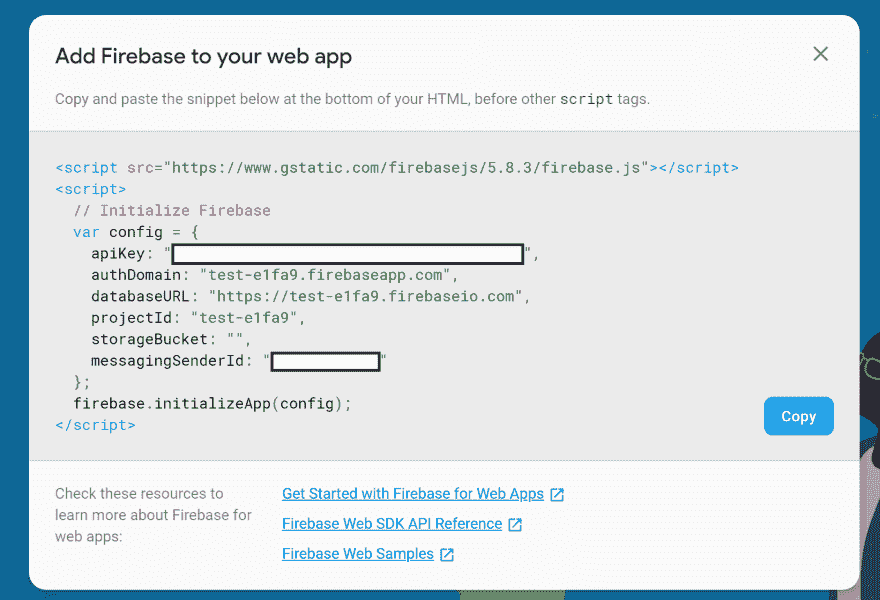 Add Firebase to your web app
Copy and paste the snippet below at the bottom of your HTML, before other script tags.
<script src="https://www.gstatic.com/firebasejs/5.8.3/firebase.js"></script>
<script>
// Initialize Firebase
var config = {
apiKey: "",
authDomain: "test-e1fa9.firebaseapp.com",
databaseURL: "https://test-e1fa9.firebaseio.com",
projectId: "test-e1fa9",
storageBucket: "",
messagingSenderId: ""
};
firebase.initializeApp(config);
</script>
Copy
Check these resources to
learn more about Firebase for
web apps:
Get Started with Firebase for Web Apps
Firebase Web SDK API Reference
Firebase Web Samples